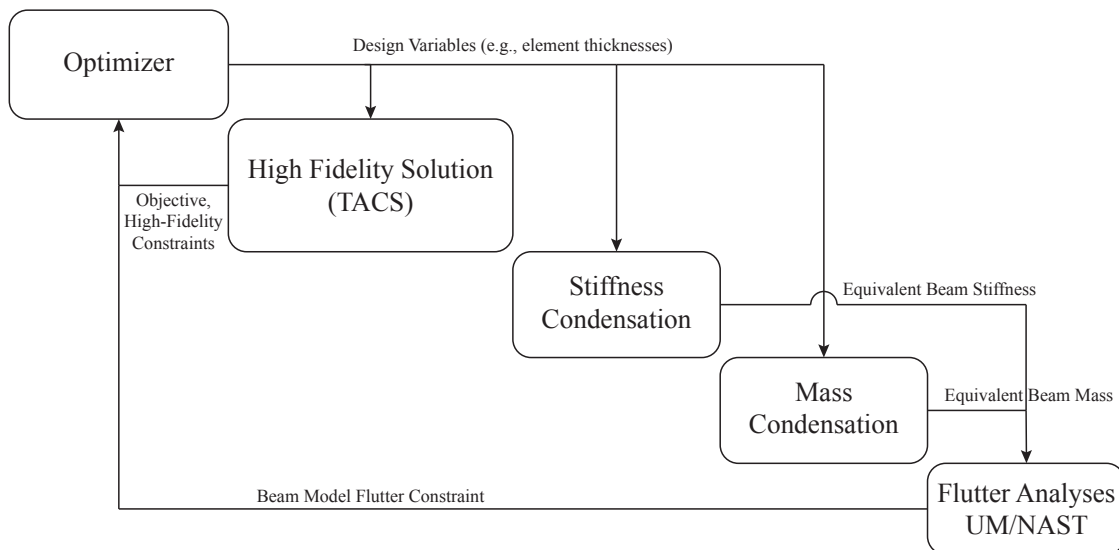 Design Variables (e.g., element thicknesses)
Optimizer
High Fidelity Solution
(TACS)
Objective,
High-Fidelity
Constraints
Stiffness
Condensation
Equivalent Beam Stiffness
Mass
Condensation
Equivalent Beam Mass
Flutter Analyses
UM/NAST
Beam Model Flutter Constraint